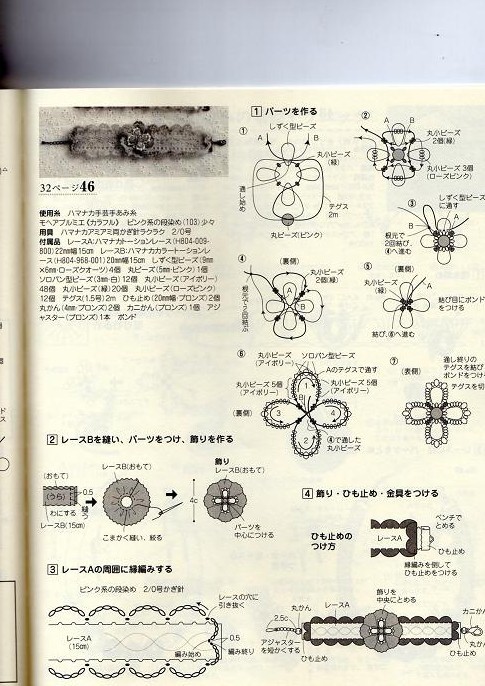 32ページ46
使用糸 ハマナカ手芸手あみ糸
モヘアプルミエ《カラフル》 ピンク系の段染め(103)少々
用具 ハマナカアミアミ両かぎ針ラクラク 2/0号
付属品 レースA:ハマナカトーションレース(H804-009-
800)22mm幅15cm レースB:ハマナカカラートーションレ
ース(H804-968-001)20mm幅15cm しずく型ビーズ(9mm
×6mm・ローズクオーツ)4個 丸ビーズ(5mm・ピンク)1個
ソロバン型ビーズ(3mm・白)12個 丸小ビーズ(アイボリー)
48個 丸小ビーズ(緑)20個 丸小ビーズ(ローズピンク)
12個 テグス(1.5号)2m ひも止め(20mm幅・ブロンズ)2個
丸かん(4mm・ブロンズ)2個 カニかん(ブロンズ)1個 アジ
ャスター(ブロンズ)1本 ボンド
1 パーツを作る
①
しずく型ビーズ
A
B
丸小ビーズ
(緑)
通し始め
テグス
2m
丸ビーズ(ピンク)
②
A
B
丸小ビーズ
2個(緑)
丸小ビーズ 3個
(ローズピンク)
③
しずく型ビーズ
に通す
A
B
根元で
2回結び、
④へ進む
④
(裏側)
丸小ビーズ
2個(緑)
A
B
根元で2回結ぶ
⑤
(裏側)
A
B
結び目にボンド
をつける
結び、⑥へ進む
⑥
丸小ビーズ
(アイボリー)
ソロバン型ビーズ
Aのテグスで通す
丸小ビーズ 5個
(アイボリー)
丸小ビーズ 5個
(アイボリー)
(裏側)
1
B
3
4
2
④で通した
丸小ビーズ
⑦
(表側)
通し終りの
テグスを結び
ボンドをつけ
テグスを切
2 レースBを縫い、パーツをつけ、飾りを作る
(おもて)
(うら)
0.5
縫う
わにする
レースB(15cm)
レースB(おもて)
こまかく縫い、絞る
飾り
レースB(おもて)
4c
パーツを
中心につける
3 レースAの周囲に縁編みする
ピンク系の段染め 2/0号かぎ針
レースの穴に
引き抜く
レースA
(15cm)
0.5
編み始め
編み終り
4 飾り・ひも止め・金具をつける
ひも止めの
つけ方
ペンチで
とめる
レースA
ひも止め
縁編みを倒して
ひも止めをつける
飾りを
中央にとめる
丸かん
レースA
カニかん
2.5c
アジャスター
を短かくする
ひも止め
ひも止め
丸か